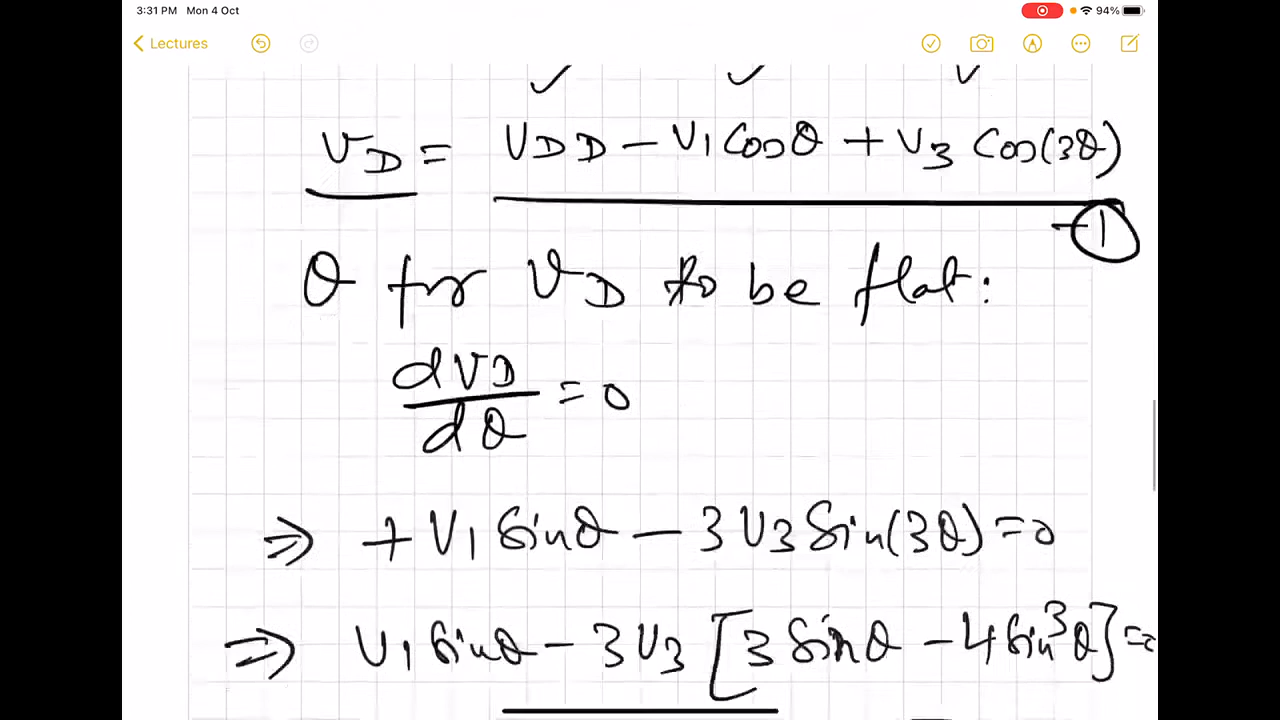 3:31 PM Mon 4 Oct 94%
Lectures
VD = VDD - V1 Cosθ + V3 Cos(3θ)
-1
θ for VD to be flat:
dVD/dθ = 0
⇒ + V1 Sinθ - 3V3 Sin(3θ) = 0
⇒ V1 Sinθ - 3V3 [3 Sinθ - 4 Sin³θ] =